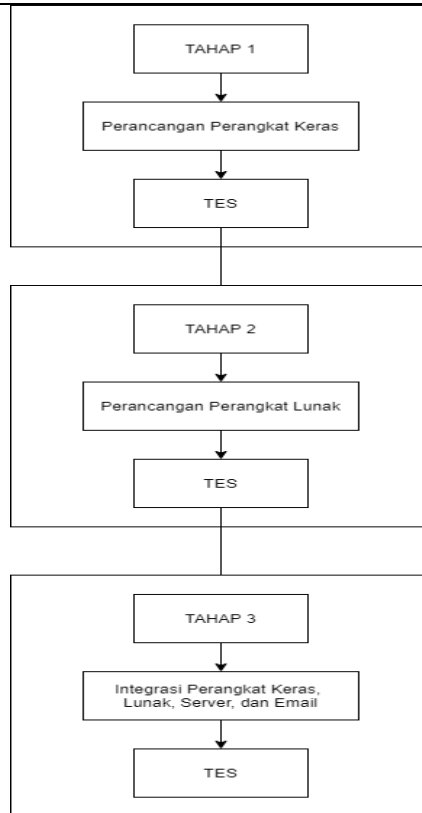 TAHAP 1
Perancangan Perangkat Keras
TES
TAHAP 2
Perancangan Perangkat Lunak
TES
TAHAP 3
Integrasi Perangkat Keras,
Lunak, Server, dan Email
TES